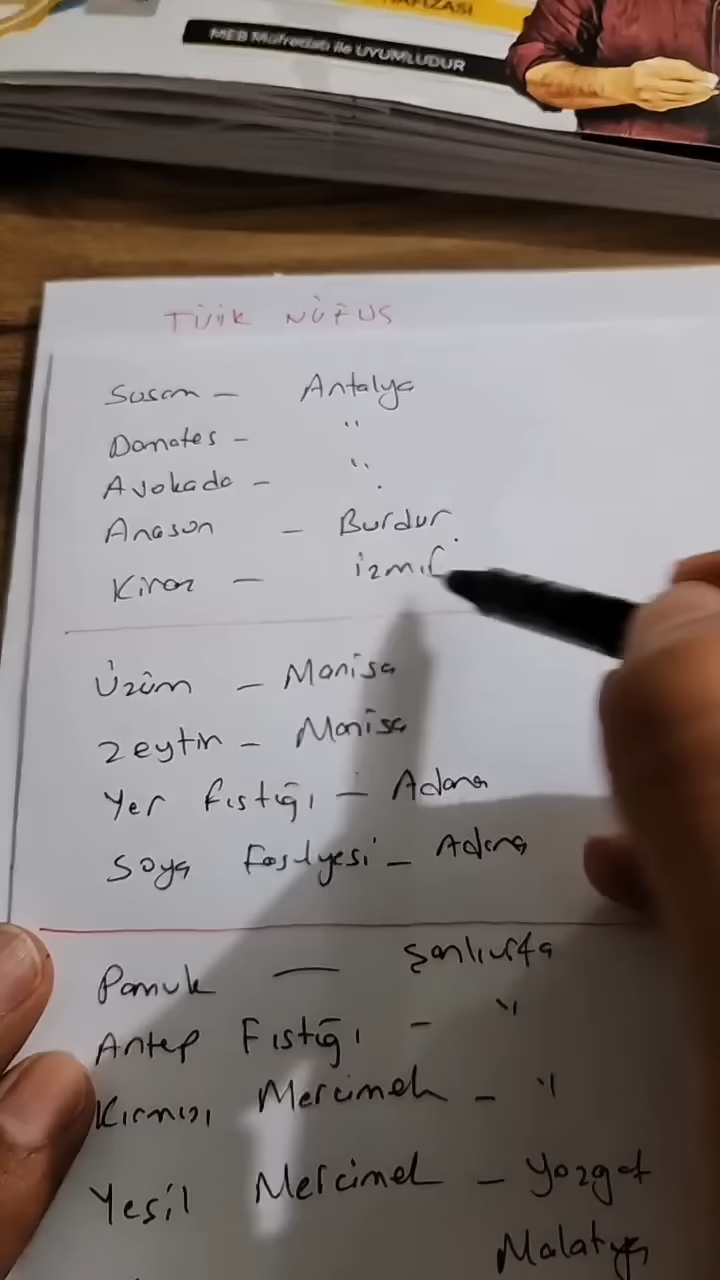 HAFIZASI
MEB Müfredatı ile UYUMLUDUR
TÜİK NÜFUS
Susam - Antalya
Domates - "
Avokado - "
Anason - Burdur
Kiraz - İzmir
Üzüm - Manisa
Zeytin - Manisa
Yer fıstığı - Adana
Soya Fasulyesi - Adana
Pamuk - Şanlıurfa
Antep Fıstığı - "
Kırmızı Mercimek - "
Yeşil Mercimek - Yozgat
Malatya